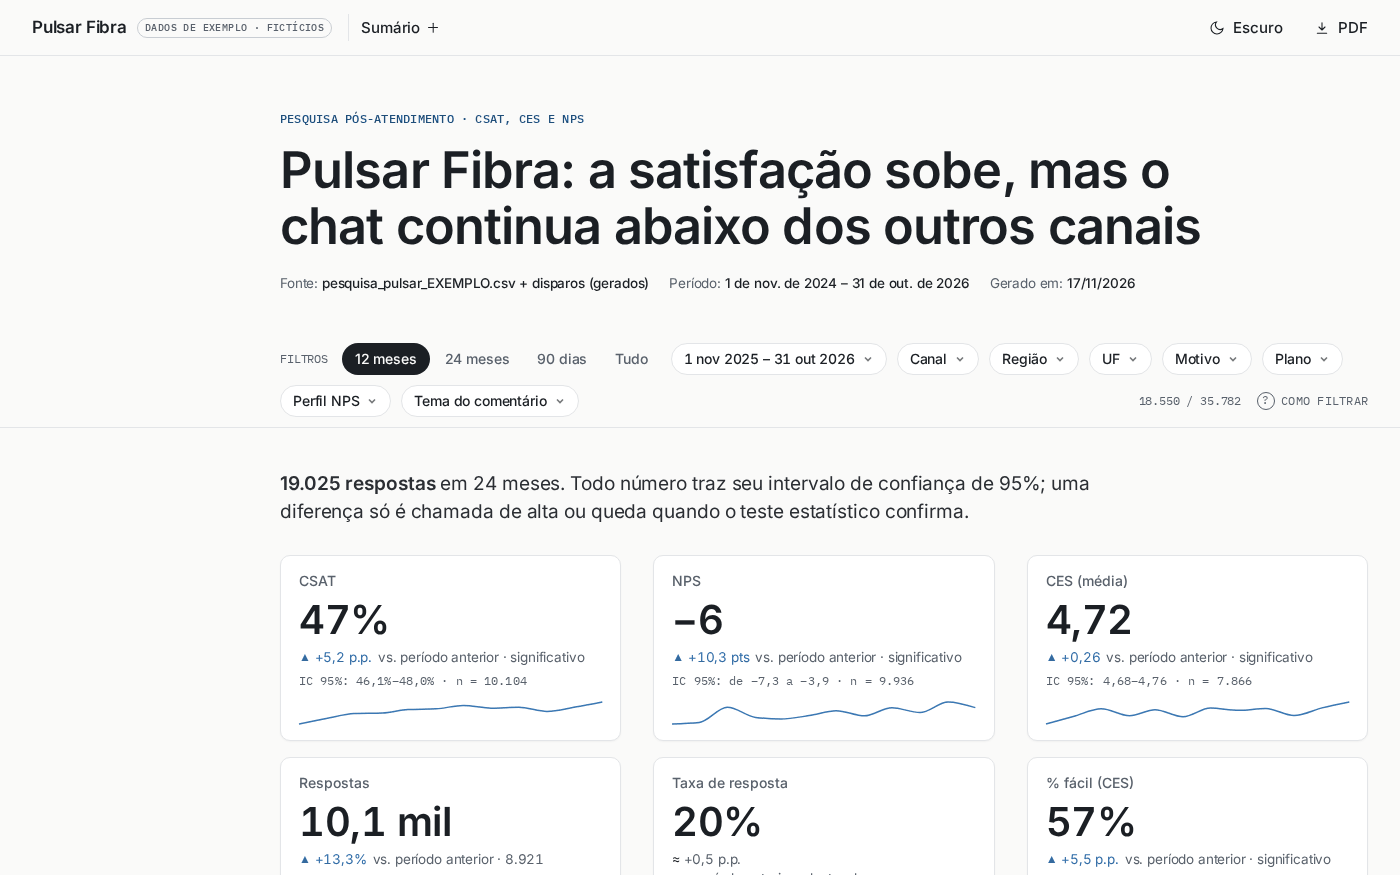 Pulsar Fibra
DADOS DE EXEMPLO · FICTÍCIOS
Sumário
Escuro
PDF
PESQUISA PÓS-ATENDIMENTO · CSAT, CES E NPS
Pulsar Fibra: a satisfação sobe, mas o
chat continua abaixo dos outros canais
Fonte: pesquisa_pulsar_EXEMPLO.csv + disparos (gerados) Período: 1 de nov. de 2024 – 31 de out. de 2026 Gerado em: 17/11/2026
FILTROS 12 meses 24 meses 90 dias Tudo 1 nov 2025 – 31 out 2026 Canal Região UF Motivo Plano
Perfil NPS Tema do comentário 18.550 / 35.782 ? COMO FILTRAR
19.025 respostas em 24 meses. Todo número traz seu intervalo de confiança de 95%; uma
diferença só é chamada de alta ou queda quando o teste estatístico confirma.
CSAT
47%
▲ +5,2 p.p. vs. período anterior · significativo
IC 95%: 46,1%–48,0% · n = 10.104
NPS
−6
▲ +10,3 pts vs. período anterior · significativo
IC 95%: de −7,3 a −3,9 · n = 9.936
CES (média)
4,72
▲ +0,26 vs. período anterior · significativo
IC 95%: 4,68–4,76 · n = 7.866
Respostas
10,1 mil
▲ +13,3% vs. período anterior · 8.921
Taxa de resposta
20%
≈ +0,5 p.p.
% fácil (CES)
57%
▲ +5,5 p.p. vs. período anterior · significativo